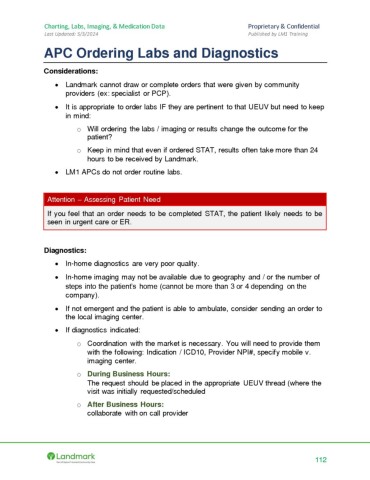 Charting, Labs, Imaging, & Medication Data Proprietary & Confidential
Last Updated: 5/3/2024 Published by LM1 Training
APC Ordering Labs and Diagnostics
Considerations:
• Landmark cannot draw or complete orders that were given by community
providers (ex: specialist or PCP).
• It is appropriate to order labs IF they are pertinent to that UEUV but need to keep
in mind:
o Will ordering the labs / imaging or results change the outcome for the
patient?
o Keep in mind that even if ordered STAT, results often take more than 24
hours to be received by Landmark.
• LM1 APCs do not order routine labs.
Attention – Assessing Patient Need
If you feel that an order needs to be completed STAT, the patient likely needs to be
seen in urgent care or ER.
Diagnostics:
• In-home diagnostics are very poor quality.
• In-home imaging may not be available due to geography and / or the number of
steps into the patient's home (cannot be more than 3 or 4 depending on the
company).
• If not emergent and the patient is able to ambulate, consider sending an order to
the local imaging center.
• If diagnostics indicated:
o Coordination with the market is necessary. You will need to provide them
with the following: Indication / ICD10, Provider NPI#, specify mobile v.
imaging center.
o During Business Hours:
The request should be placed in the appropriate UEUV thread (where the
visit was initially requested/scheduled
o After Business Hours:
collaborate with on call provider
Landmark
112